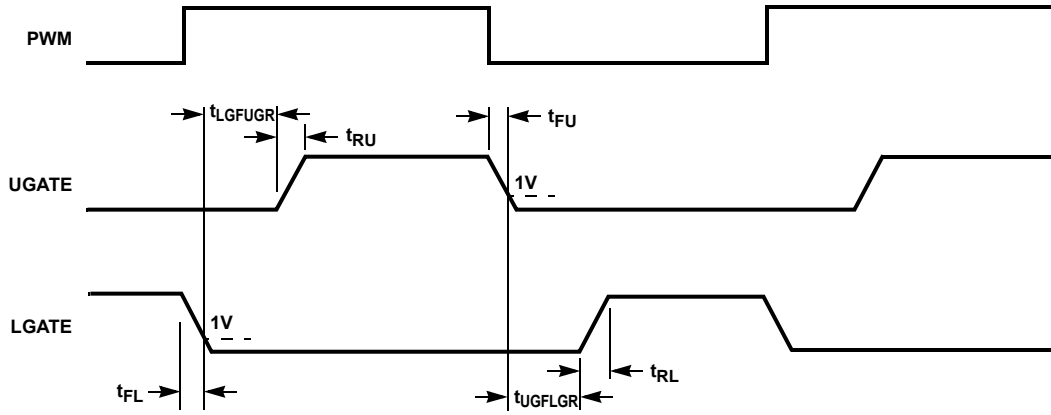 PWM
tLGFUGR
tRU
tFU
UGATE
1V
LGATE
1V
tFL
tRL
tUGFLGR